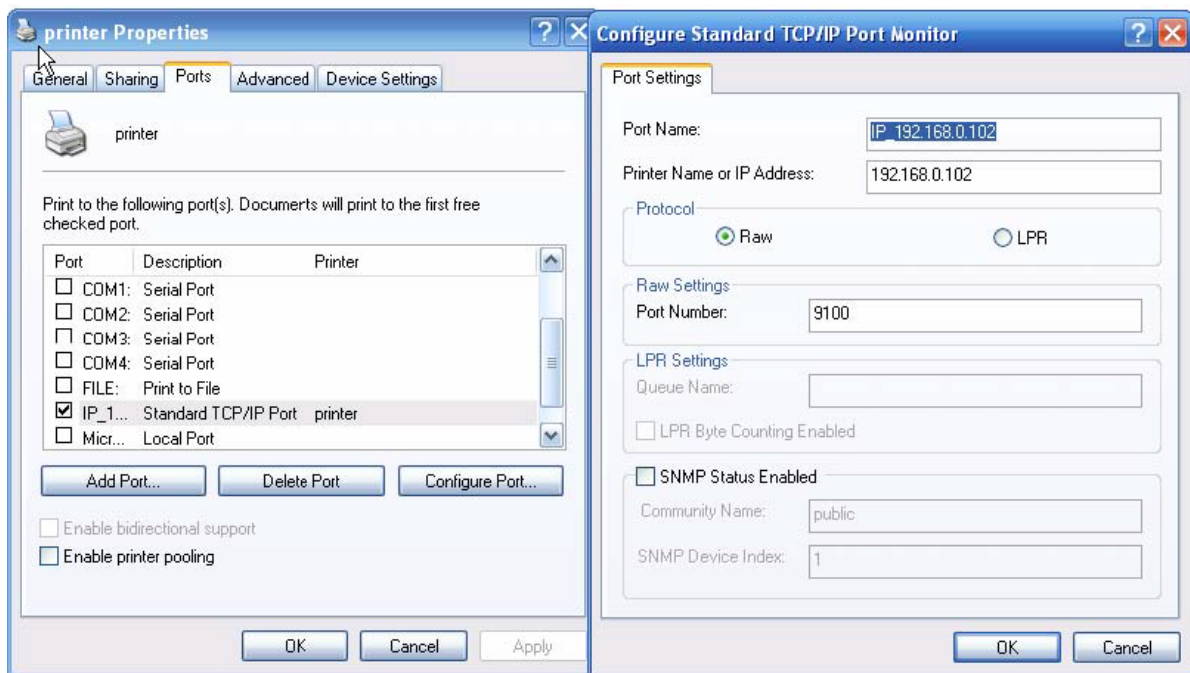 printer Properties
General Sharing Ports Advanced Device Settings
printer
Print to the following port(s). Documents will print to the first free
checked port.
Port Description Printer
COM1: Serial Port
COM2: Serial Port
COM3: Serial Port
COM4: Serial Port
FILE: Print to File
IP_1... Standard TCP/IP Port printer
Micr... Local Port
Add Port... Delete Port Configure Port...
Enable bidirectional support
Enable printer pooling
OK Cancel Apply
Configure Standard TCP/IP Port Monitor
Port Settings
Port Name: IP_192.168.0.102
Printer Name or IP Address: 192.168.0.102
Protocol
Raw LPR
Raw Settings
Port Number: 9100
LPR Settings
Queue Name:
LPR Byte Counting Enabled
SNMP Status Enabled
Community Name: public
SNMP Device Index: 1
OK Cancel